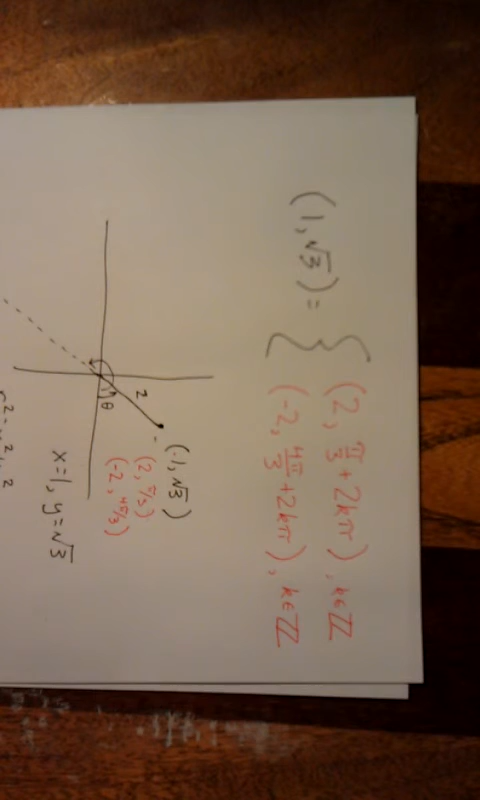 (1, √3) = { (2, π/3 + 2kπ), k ∈ ℤ
(-2, 4π/3 + 2kπ), k ∈ ℤ
(1, √3)
(2, π/3)
(-2, 4π/3)
2
θ
x=1, y=√3